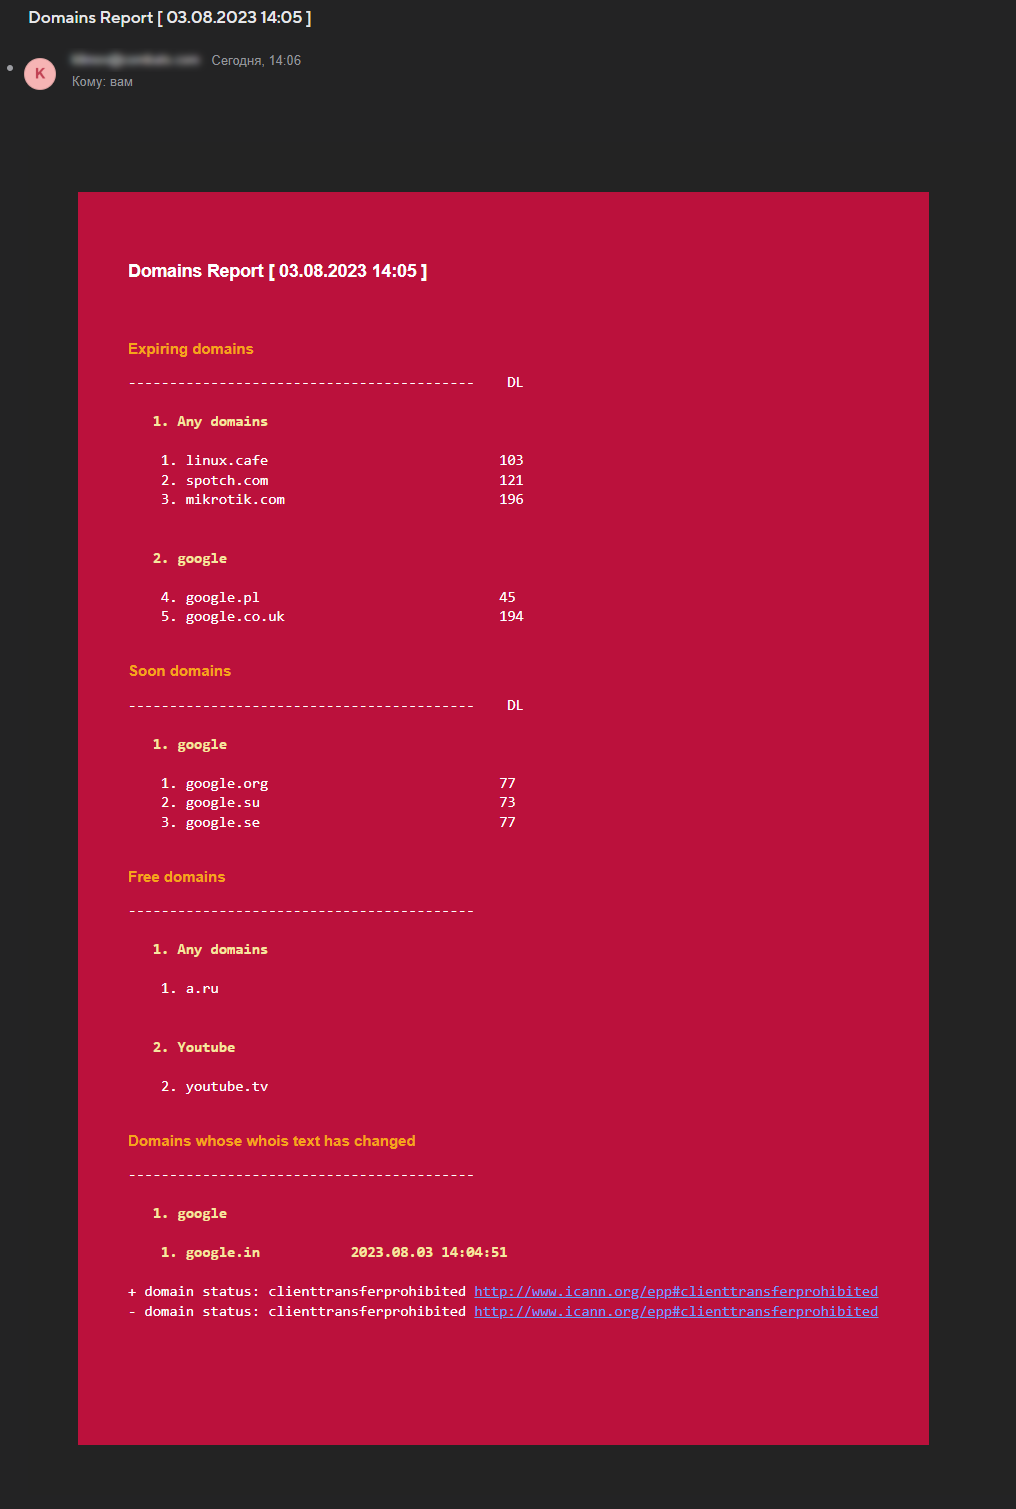 Domains Report [ 03.08.2023 14:05 ]
K
Сегодня, 14:06
Кому: вам
Domains Report [ 03.08.2023 14:05 ]
Expiring domains
------------------------------------------    DL
1. Any domains
1. linux.cafe 103
2. spotch.com 121
3. mikrotik.com 196
2. google
4. google.pl 45
5. google.co.uk 194
Soon domains
------------------------------------------    DL
1. google
1. google.org 77
2. google.su 73
3. google.se 77
Free domains
------------------------------------------
1. Any domains
1. a.ru
2. Youtube
2. youtube.tv
Domains whose whois text has changed
------------------------------------------
1. google
1. google.in 2023.08.03 14:04:51
+ domain status: clienttransferprohibited http://www.icann.org/epp#clienttransferprohibited
- domain status: clienttransferprohibited http://www.icann.org/epp#clienttransferprohibited